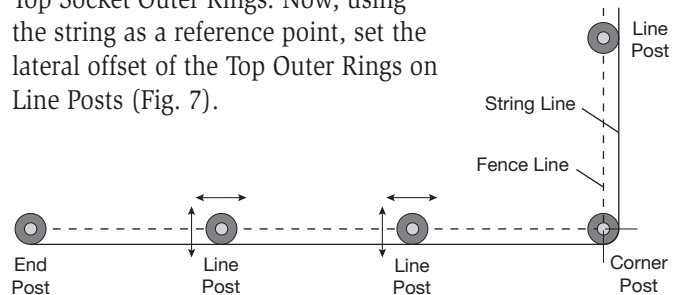 Top Socket Outer Rings. Now, using
the string as a reference point, set the
lateral offset of the Top Outer Rings on
Line Posts (Fig. 7).
Line
Post
String Line
Fence Line
End
Post
Line
Post
Line
Post
Corner
Post